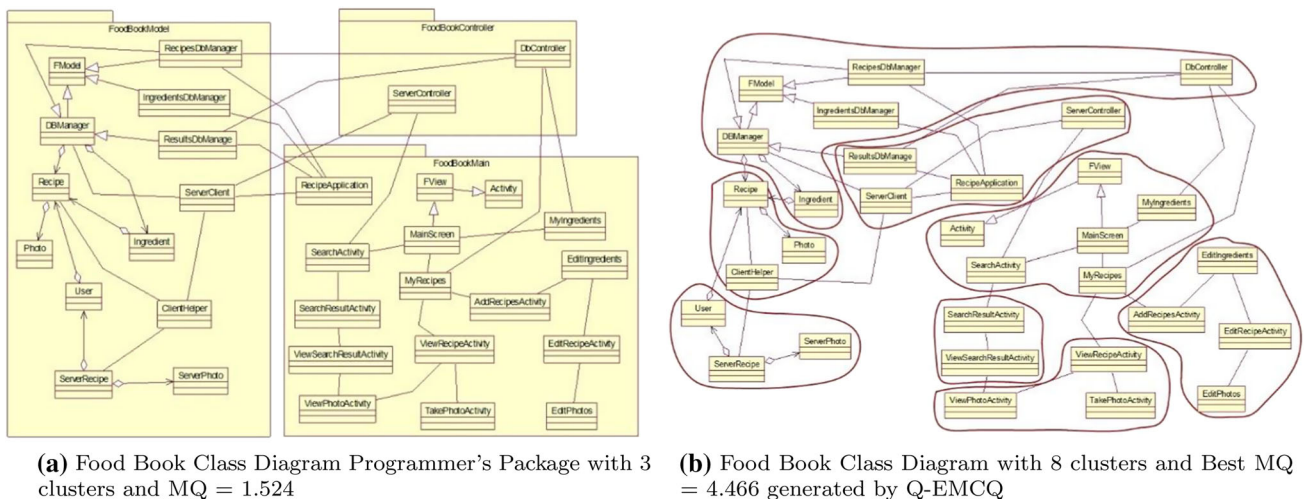 FoodBookModel
RecipesDbManager
FModel
IngredientsDbManager
DBManager
ResultsDbManage
Recipe
ServerClient
Photo
Ingredient
User
ClientHelper
ServerRecipe
ServerPhoto
FoodBookController
DbController
ServerController
FoodBookMain
RecipeApplication
FView
Activity
MyIngredients
MainScreen
SearchActivity
EditIngredients
MyRecipes
AddRecipesActivity
SearchResultActivity
ViewRecipeActivity
EditRecipeActivity
ViewSearchResultActivity
ViewPhotoActivity
TakePhotoActivity
EditPhotos
(a) Food Book Class Diagram Programmer's Package with 3
clusters and MQ = 1.524
RecipesDbManager
DbController
FModel
IngredientsDbManager
ServerController
DBManager
ResultsDbManage
FView
Recipe
ServerClient
RecipeApplication
Ingredient
MyIngredients
Activity
MainScreen
Photo
SearchActivity
ClientHelper
MyRecipes
EditIngredients
User
SearchResultActivity
AddRecipesActivity
EditRecipeActivity
ServerPhoto
ServerRecipe
ViewSearchResultActivity
ViewRecipeActivity
ViewPhotoActivity
TakePhotoActivity
EditPhotos
(b) Food Book Class Diagram with 8 clusters and Best MQ
= 4.466 generated by Q-EMCQ